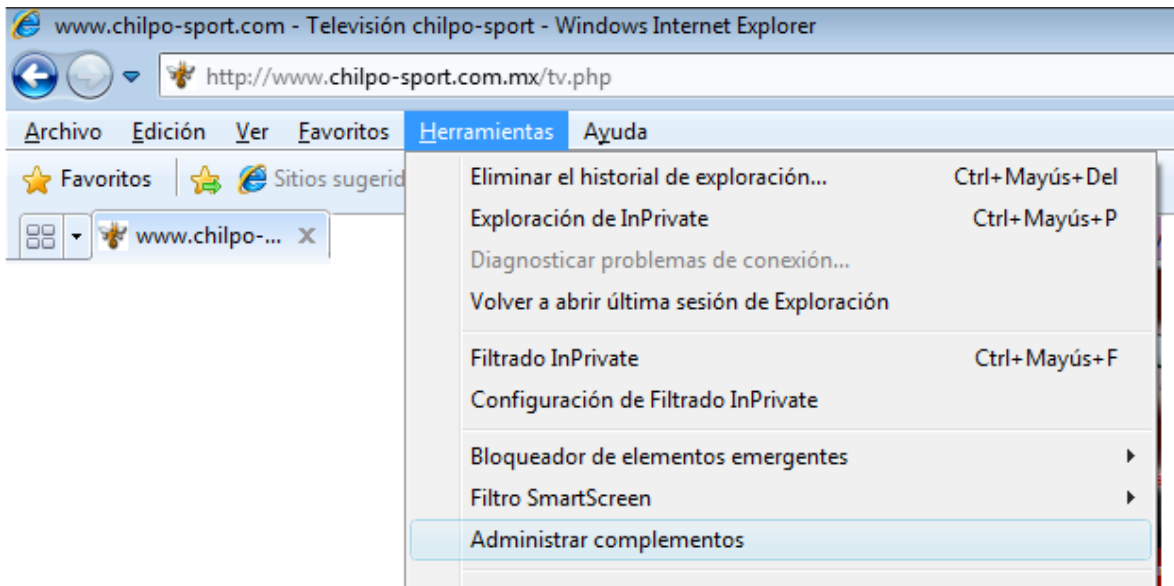 www.chilpo-sport.com - Televisión chilpo-sport - Windows Internet Explorer
http://www.chilpo-sport.com.mx/tv.php
Archivo Edición Ver Favoritos Herramientas Ayuda
Favoritos Sitios sugerid
www.chilpo-...
Eliminar el historial de exploración... Ctrl+Mayús+Del
Exploración de InPrivate Ctrl+Mayús+P
Diagnosticar problemas de conexión...
Volver a abrir última sesión de Exploración
Filtrado InPrivate Ctrl+Mayús+F
Configuración de Filtrado InPrivate
Bloqueador de elementos emergentes
Filtro SmartScreen
Administrar complementos